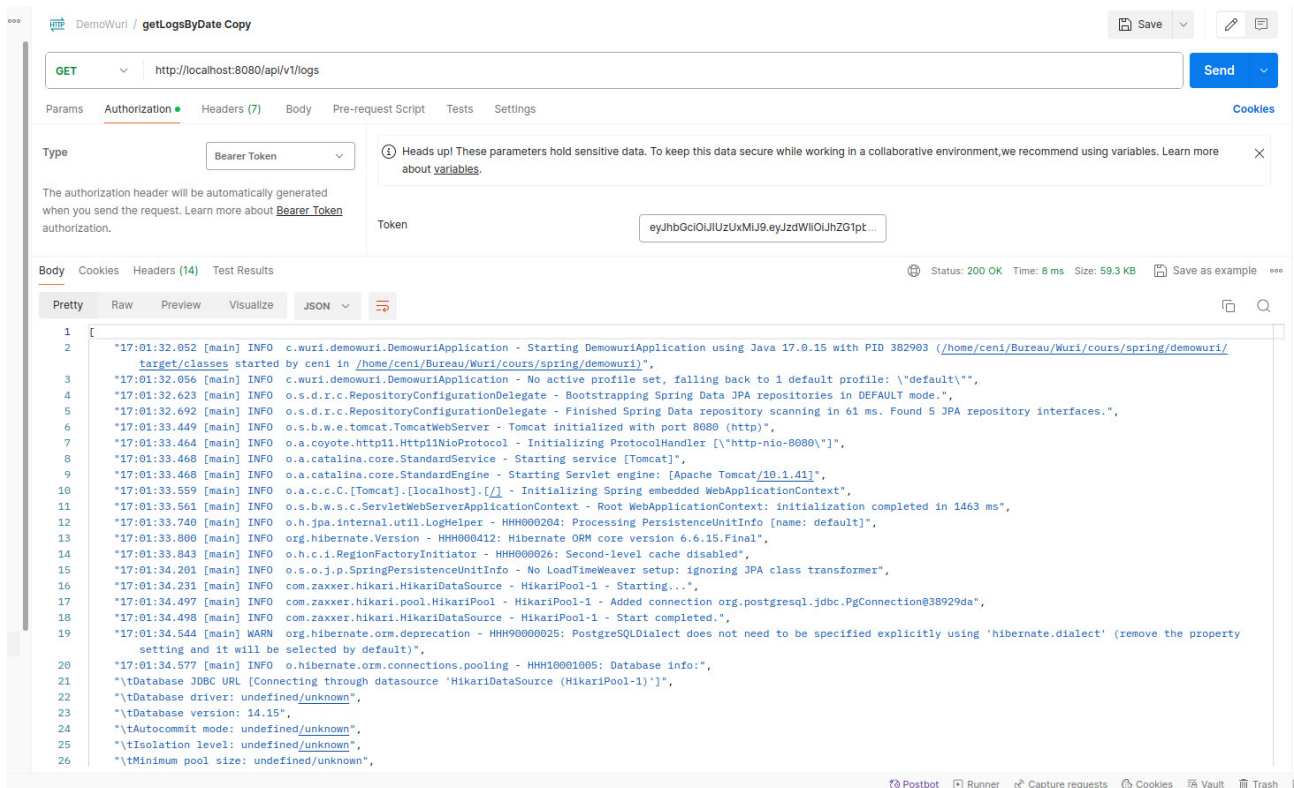 DemoWuri / getLogsByDate Copy
Save
GET http://localhost:8080/api/v1/logs Send
Params Authorization Headers (7) Body Pre-request Script Tests Settings Cookies
Type Bearer Token
Heads up! These parameters hold sensitive data. To keep this data secure while working in a collaborative environment,we recommend using variables. Learn more
about variables.
The authorization header will be automatically generated
when you send the request. Learn more about Bearer Token
authorization.
Token
Body Cookies Headers (14) Test Results Status: 200 OK Time: 8 ms Size: 59.3 KB Save as example
Pretty Raw Preview Visualize JSON
1 [
2 "17:01:32.052 [main] INFO c.wuri.demowuri.DemowuriApplication - Starting DemowuriApplication using Java 17.0.15 with PID 382903 (/home/ceni/Bureau/Wuri/cours/spring/demowuri/
target/classes started by ceni in /home/ceni/Bureau/Wuri/cours/spring/demowuri)",
3 "17:01:32.056 [main] INFO c.wuri.demowuri.DemowuriApplication - No active profile set, falling back to 1 default profile: \"default\"",
4 "17:01:32.623 [main] INFO o.s.d.r.c.RepositoryConfigurationDelegate - Bootstrapping Spring Data JPA repositories in DEFAULT mode.",
5 "17:01:32.692 [main] INFO o.s.d.r.c.RepositoryConfigurationDelegate - Finished Spring Data repository scanning in 61 ms. Found 5 JPA repository interfaces.",
6 "17:01:33.449 [main] INFO o.s.b.w.e.tomcat.TomcatWebServer - Tomcat initialized with port 8080 (http)",
7 "17:01:33.464 [main] INFO o.a.coyote.http11.Http11NioProtocol - Initializing ProtocolHandler [\"http-nio-8080\"]",
8 "17:01:33.468 [main] INFO o.a.catalina.core.StandardService - Starting service [Tomcat]",
9 "17:01:33.468 [main] INFO o.a.catalina.core.StandardEngine - Starting Servlet engine: [Apache Tomcat/10.1.41]",
10 "17:01:33.559 [main] INFO o.a.c.c.C.[Tomcat].[localhost].[/] - Initializing Spring embedded WebApplicationContext",
11 "17:01:33.561 [main] INFO o.s.b.w.s.c.ServletWebServerApplicationContext - Root WebApplicationContext: initialization completed in 1463 ms",
12 "17:01:33.740 [main] INFO o.h.jpa.internal.util.LogHelper - HHH000204: Processing PersistenceUnitInfo [name: default]",
13 "17:01:33.800 [main] INFO org.hibernate.Version - HHH000412: Hibernate ORM core version 6.6.15.Final",
14 "17:01:33.843 [main] INFO o.h.c.i.RegionFactoryInitiator - HHH000026: Second-level cache disabled",
15 "17:01:34.201 [main] INFO o.s.o.j.p.SpringPersistenceUnitInfo - No LoadTimeWeaver setup: ignoring JPA class transformer",
16 "17:01:34.231 [main] INFO com.zaxxer.hikari.HikariDataSource - HikariPool-1 - Starting...",
17 "17:01:34.497 [main] INFO com.zaxxer.hikari.pool.HikariPool - HikariPool-1 - Added connection org.postgresql.jdbc.PgConnection@38929da",
18 "17:01:34.498 [main] INFO com.zaxxer.hikari.HikariDataSource - HikariPool-1 - Start completed.",
19 "17:01:34.544 [main] WARN org.hibernate.orm.deprecation - HHH90000025: PostgreSQLDialect does not need to be specified explicitly using 'hibernate.dialect' (remove the property
setting and it will be selected by default)",
20 "17:01:34.577 [main] INFO o.hibernate.orm.connections.pooling - HHH10001005: Database info:",
21 "\tDatabase JDBC URL [Connecting through datasource 'HikariDataSource (HikariPool-1)']",
22 "\tDatabase driver: undefined/unknown",
23 "\tDatabase version: 14.15",
24 "\tAutocommit mode: undefined/unknown",
25 "\tIsolation level: undefined/unknown",
26 "\tMinimum pool size: undefined/unknown",
Postbot Runner Capture requests Cookies Vault Trash